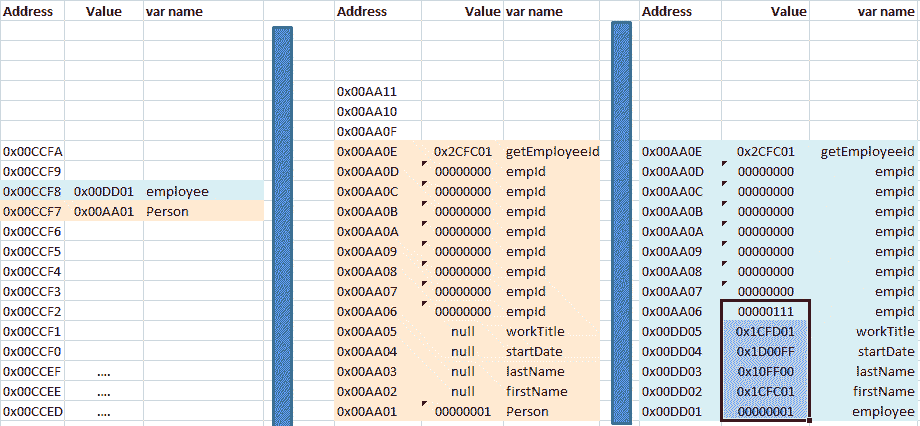 Address Value var name Address Value var name Address Value var name
0x00AA11
0x00AA10
0x00AA0F
0x00CCFA 0x00AA0E 0x2CFC01 getEmployeeId 0x00AA0E 0x2CFC01 getEmployeeId
0x00CCF9 0x00AA0D 00000000 empId 0x00AA0D 00000000 empId
0x00CCF8 0x00DD01 employee 0x00AA0C 00000000 empId 0x00AA0C 00000000 empId
0x00CCF7 0x00AA01 Person 0x00AA0B 00000000 empId 0x00AA0B 00000000 empId
0x00CCF6 0x00AA0A 00000000 empId 0x00AA0A 00000000 empId
0x00CCF5 0x00AA09 00000000 empId 0x00AA09 00000000 empId
0x00CCF4 0x00AA08 00000000 empId 0x00AA08 00000000 empId
0x00CCF3 0x00AA07 00000000 empId 0x00AA07 00000000 empId
0x00CCF2 0x00AA06 00000000 empId 0x00AA06 00000111 empId
0x00CCF1 0x00AA05 null workTitle 0x00DD05 0x1CFD01 workTitle
0x00CCF0 0x00AA04 null startDate 0x00DD04 0x1D00FF startDate
0x00CCEF .... 0x00AA03 null lastName 0x00DD03 0x10FF00 lastName
0x00CCEE .... 0x00AA02 null firstName 0x00DD02 0x1CFC01 firstName
0x00CCED .... 0x00AA01 00000001 Person 0x00DD01 00000001 employee